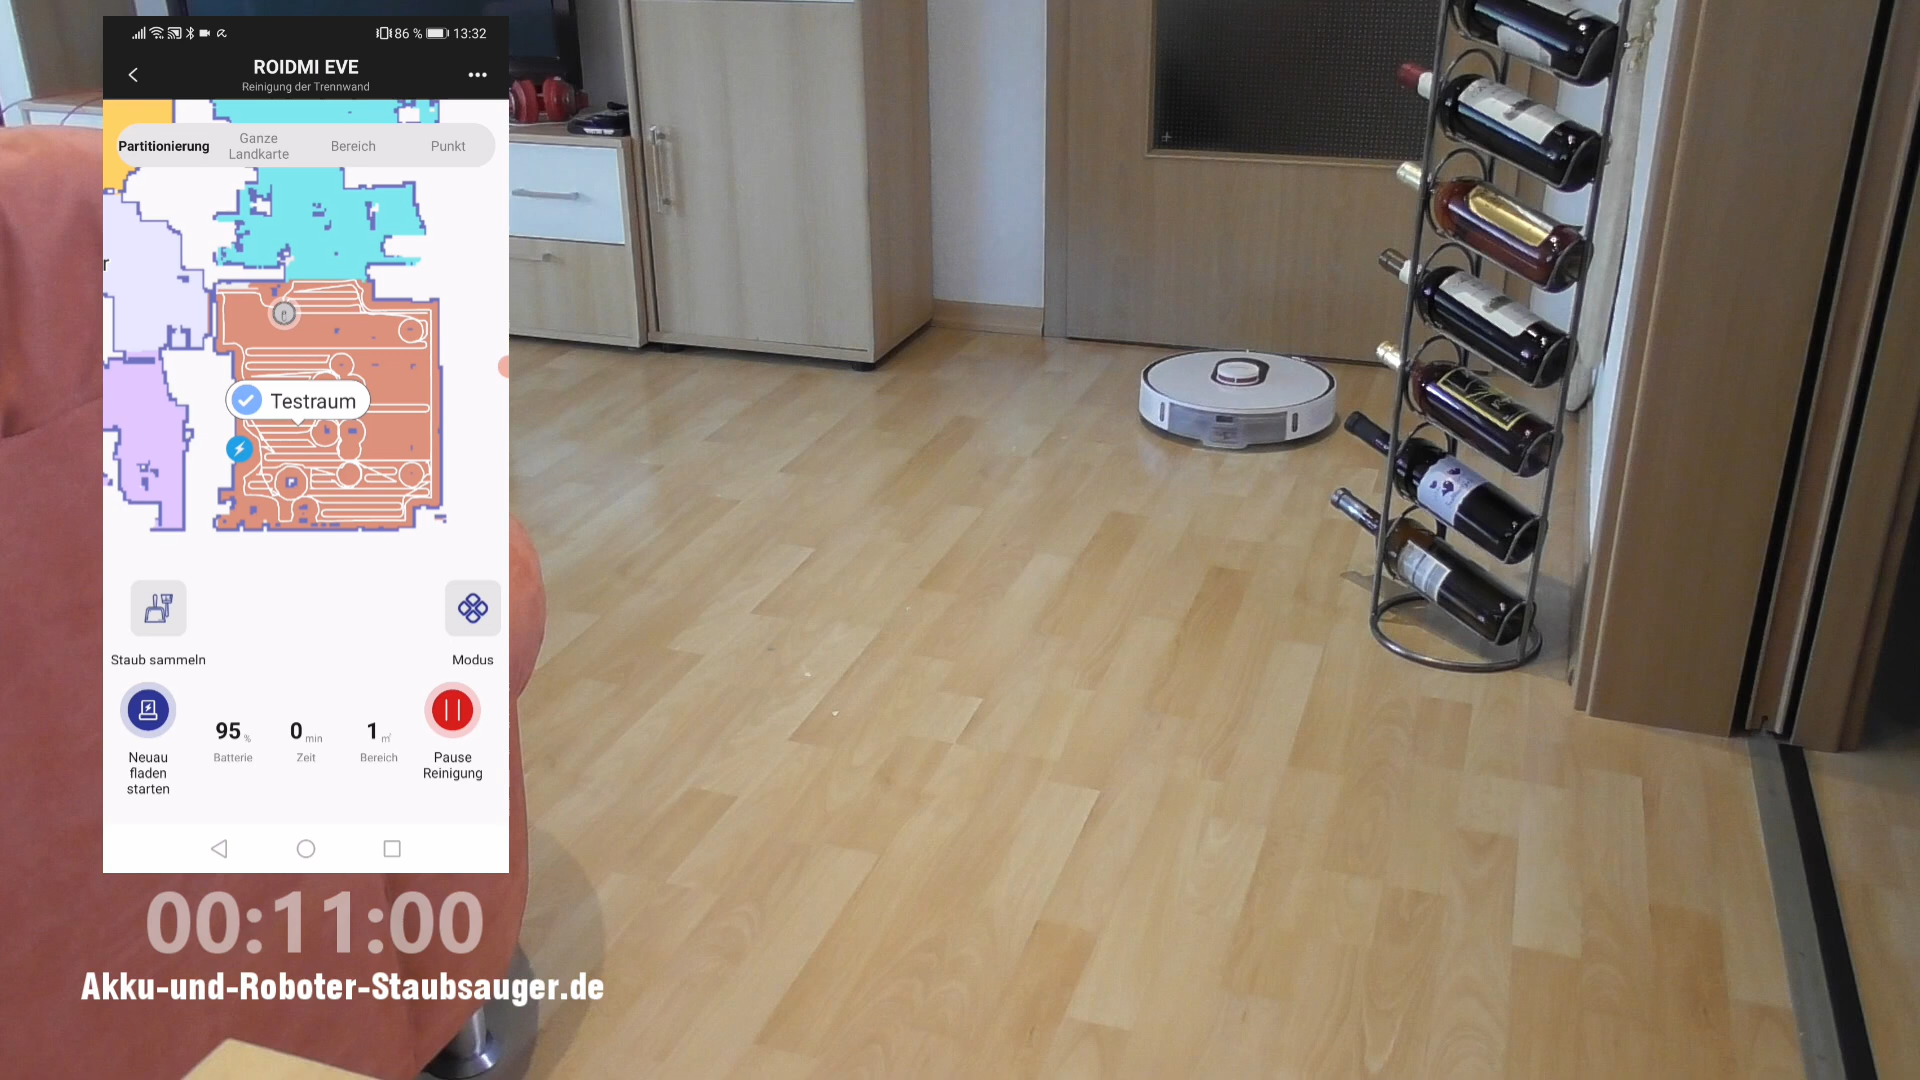 86 % 13:32
ROIDMI EVE
Reinigung der Trennwand
Partitionierung
Ganze
Landkarte
Bereich
Punkt
r
Testraum
Staub sammeln
Modus
95 %
Batterie
0 min
Zeit
1 ㎡
Bereich
Neuau
fladen
starten
Pause
Reinigung
00:11:00
Akku-und-Roboter-Staubsauger.de